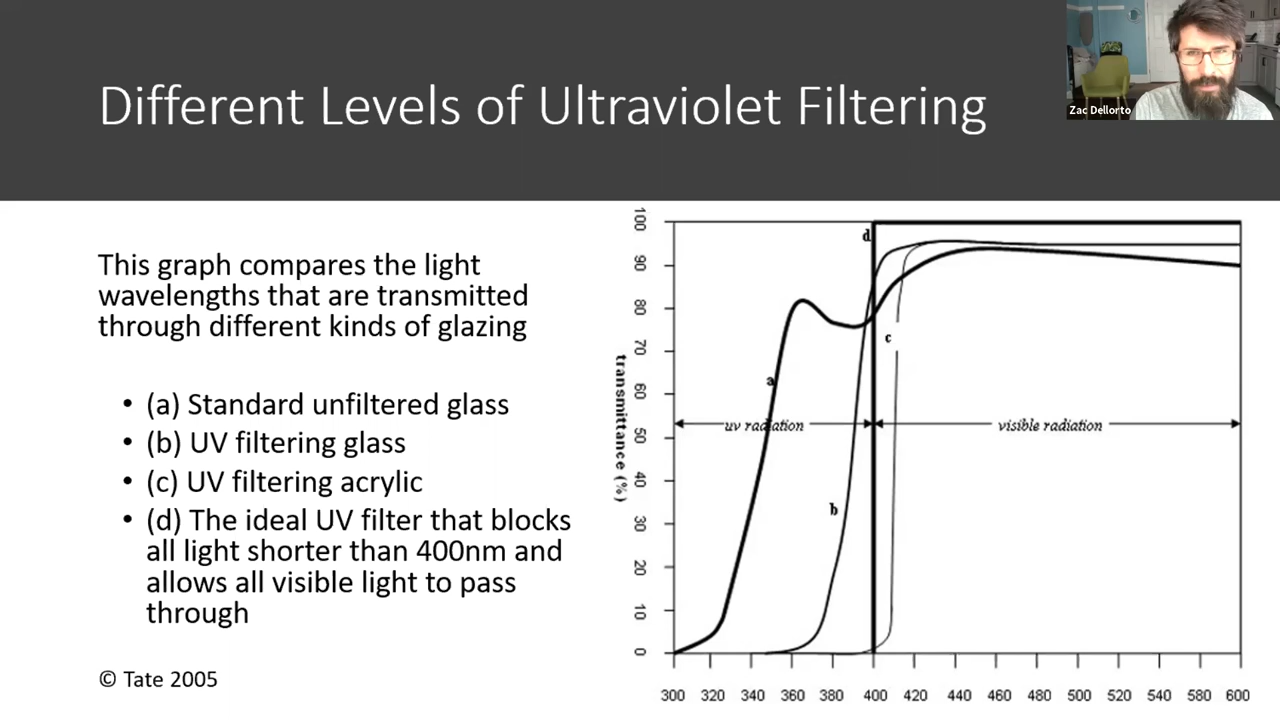 Different Levels of Ultraviolet Filtering
Zac Dellorto
This graph compares the light
wavelengths that are transmitted
through different kinds of glazing
• (a) Standard unfiltered glass
• (b) UV filtering glass
• (c) UV filtering acrylic
• (d) The ideal UV filter that blocks
all light shorter than 400nm and
allows all visible light to pass
through
© Tate 2005
transmittance (%)
100
90
80
70
60
50
40
30
20
10
0
d
c
a
uv radiation
visible radiation
b
300 320 340 360 380 400 420 440 460 480 500 520 540 560 580 600